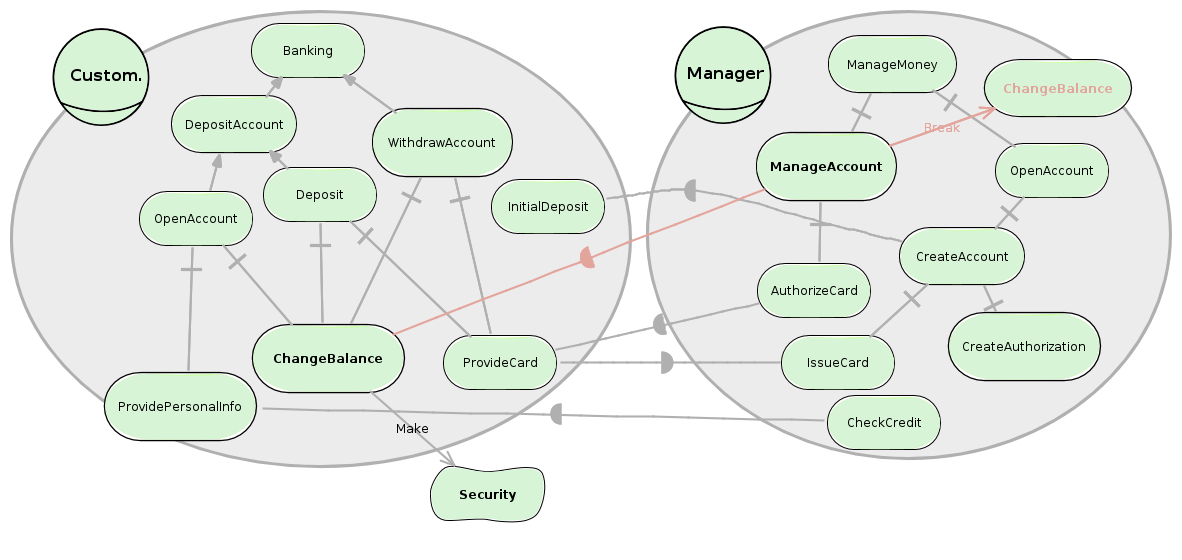 Custom.
Banking
DepositAccount
WithdrawAccount
OpenAccount
Deposit
InitialDeposit
ChangeBalance
ProvideCard
ProvidePersonalInfo
Make
Security
Manager
ManageMoney
ChangeBalance
Break
ManageAccount
OpenAccount
CreateAccount
AuthorizeCard
IssueCard
CreateAuthorization
CheckCredit